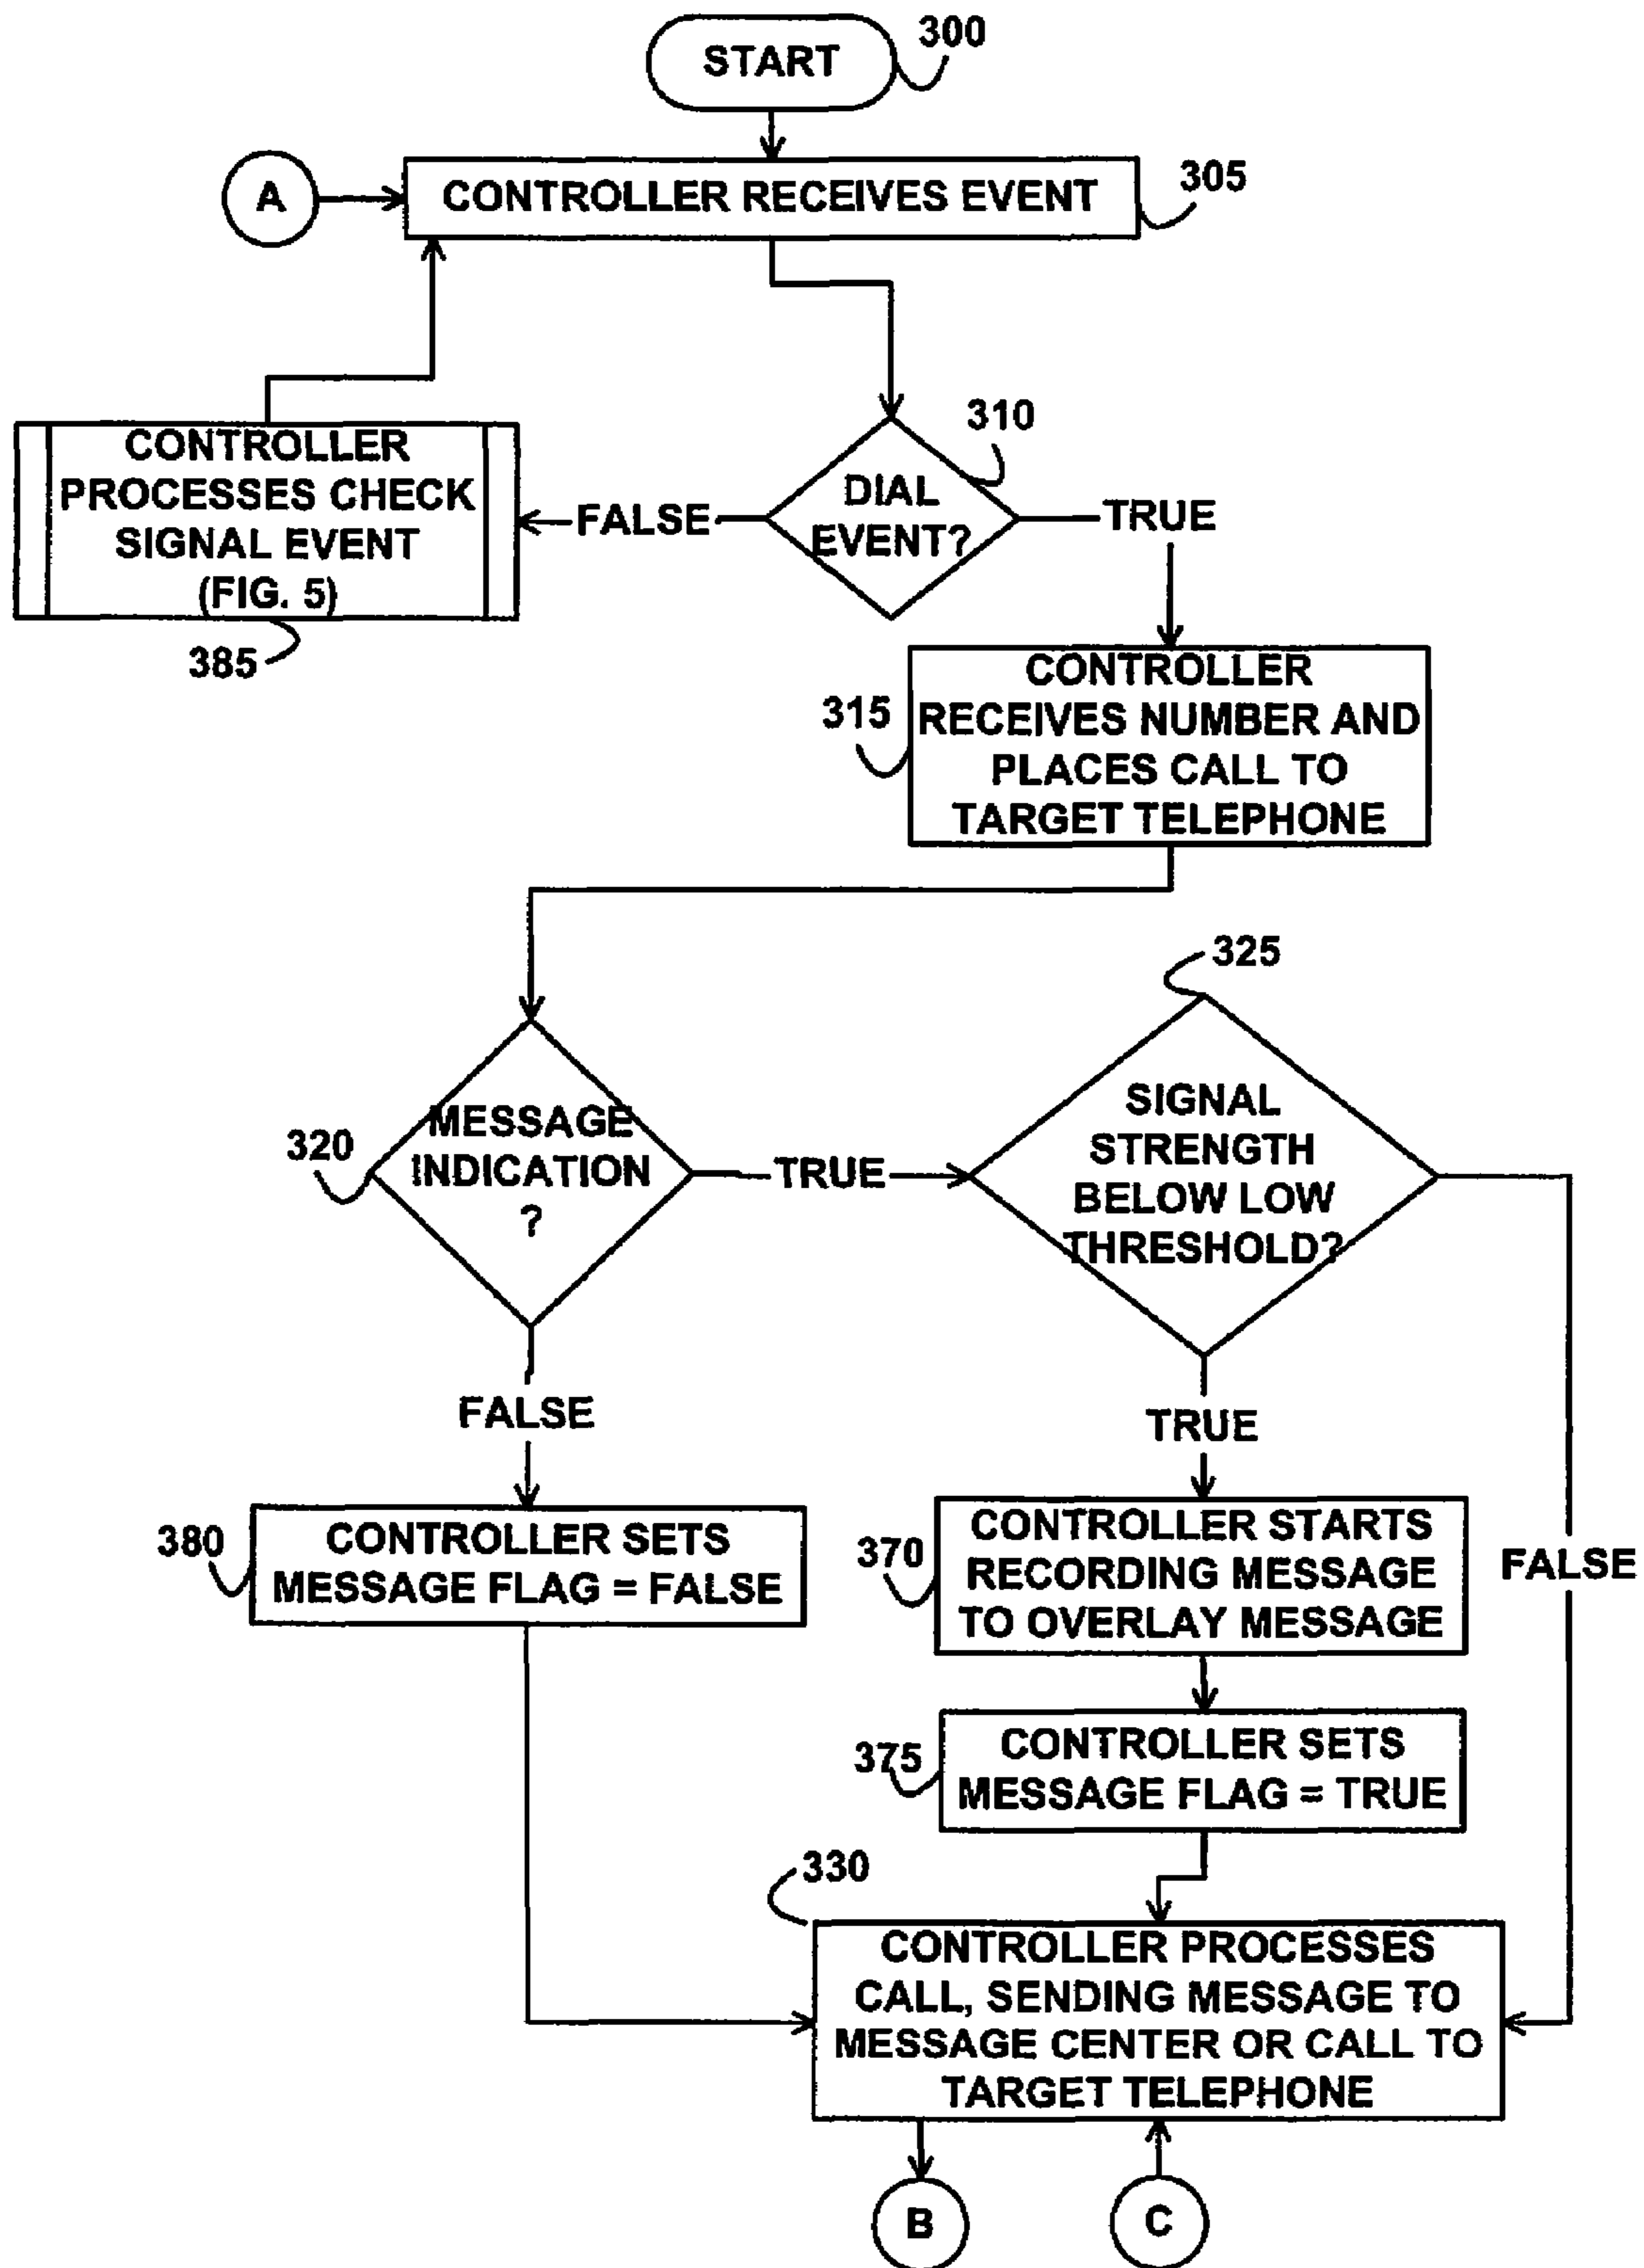 START
300
A
CONTROLLER RECEIVES EVENT
305
310
CONTROLLER
PROCESSES CHECK
SIGNAL EVENT
(FIG. 5)
385
FALSE
DIAL
EVENT?
TRUE
315
CONTROLLER
RECEIVES NUMBER AND
PLACES CALL TO
TARGET TELEPHONE
325
320
MESSAGE
INDICATION
?
TRUE
SIGNAL
STRENGTH
BELOW LOW
THRESHOLD?
FALSE
TRUE
FALSE
380
CONTROLLER SETS
MESSAGE FLAG = FALSE
370
CONTROLLER STARTS
RECORDING MESSAGE
TO OVERLAY MESSAGE
375
CONTROLLER SETS
MESSAGE FLAG = TRUE
330
CONTROLLER PROCESSES
CALL, SENDING MESSAGE TO
MESSAGE CENTER OR CALL TO
TARGET TELEPHONE
B
C